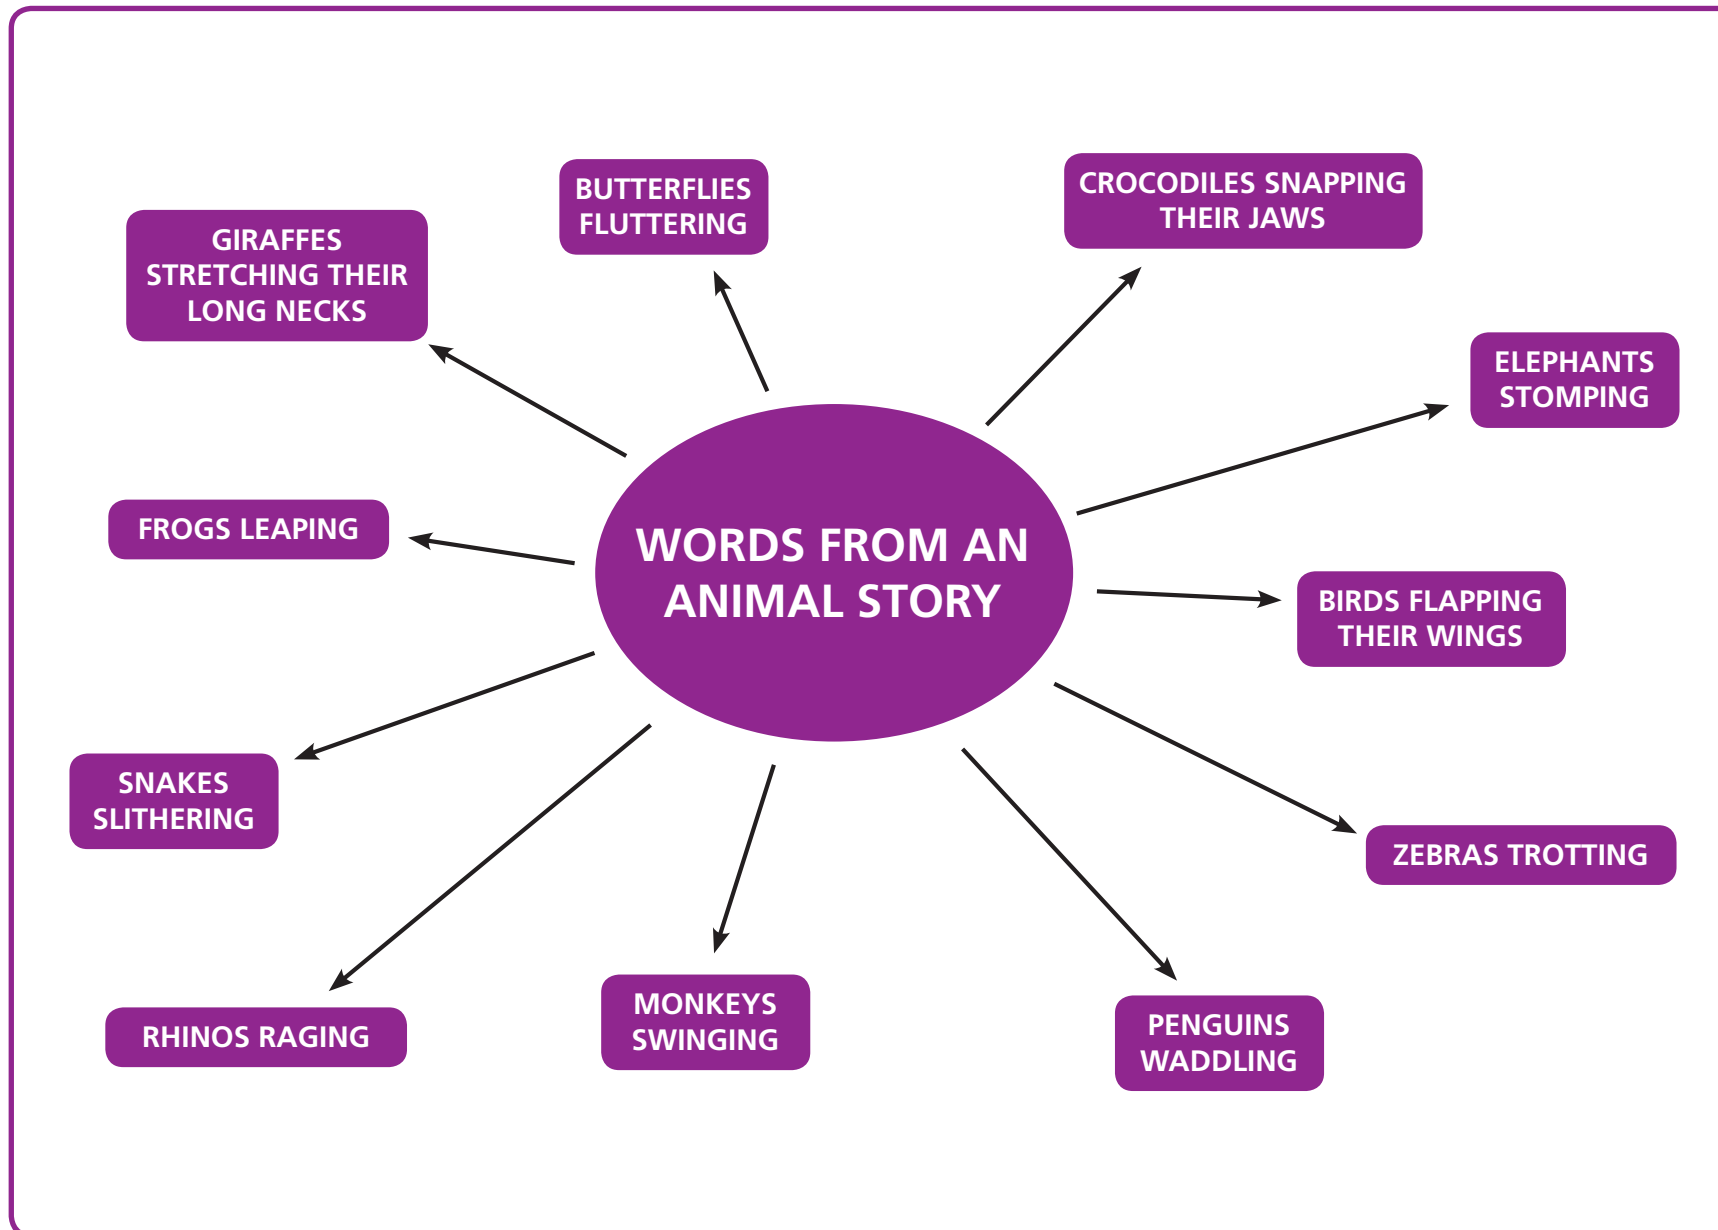 BUTTERFLIES
FLUTTERING
CROCODILES SNAPPING
THEIR JAWS
GIRAFFES
STRETCHING THEIR
LONG NECKS
ELEPHANTS
STOMPING
FROGS LEAPING
WORDS FROM AN
ANIMAL STORY
BIRDS FLAPPING
THEIR WINGS
SNAKES
SLITHERING
ZEBRAS TROTTING
RHINOS RAGING
MONKEYS
SWINGING
PENGUINS
WADDLING